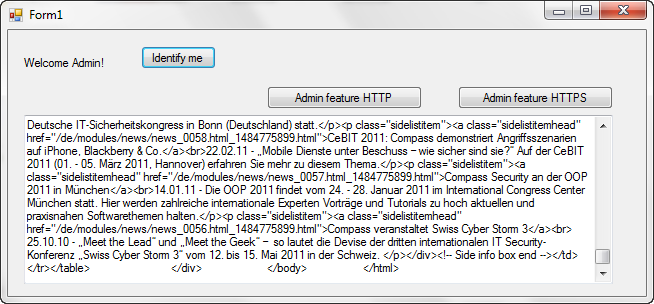 Form1
Welcome Admin!
Identify me
Admin feature HTTP
Admin feature HTTPS
Deutsche IT-Sicherheitskongress in Bonn (Deutschland) statt.</p><p class="sidelistitem"><a class="sidelistitemhead"
href="/de/modules/news/news_0058.html_1484775899.html">CeBIT 2011: Compass demonstriert Angriffsszenarien
auf iPhone, Blackberry & Co.</a><br>22.02.11 - „Mobile Dienste unter Beschuss – wie sicher sind sie?" Auf der CeBIT
2011 (01. - 05. März 2011, Hannover) erfahren Sie mehr zu diesem Thema.</p><p class="sidelistitem"><a
class="sidelistitemhead" href="/de/modules/news/news_0057.html_1484775899.html">Compass Security an der OOP
2011 in München</a><br>14.01.11 - Die OOP 2011 findet vom 24. - 28. Januar 2011 im International Congress Center
München statt. Hier werden zahlreiche internationale Experten Vorträge und Tutorials zu hoch aktuellen und
praxisnahen Softwarethemen halten.</p><p class="sidelistitem"><a class="sidelistitemhead"
href="/de/modules/news/news_0056.html_1484775899.html">Compass veranstaltet Swiss Cyber Storm 3</a><br>
25.10.10 - „Meet the Lead" und „Meet the Geek" – so lautet die Devise der dritten internationalen IT Security-
Konferenz „Swiss Cyber Storm 3" vom 12. bis 15. Mai 2011 in der Schweiz. </p></div><!-- Side info box end --></td>
</tr></table> </div> </body> </html>